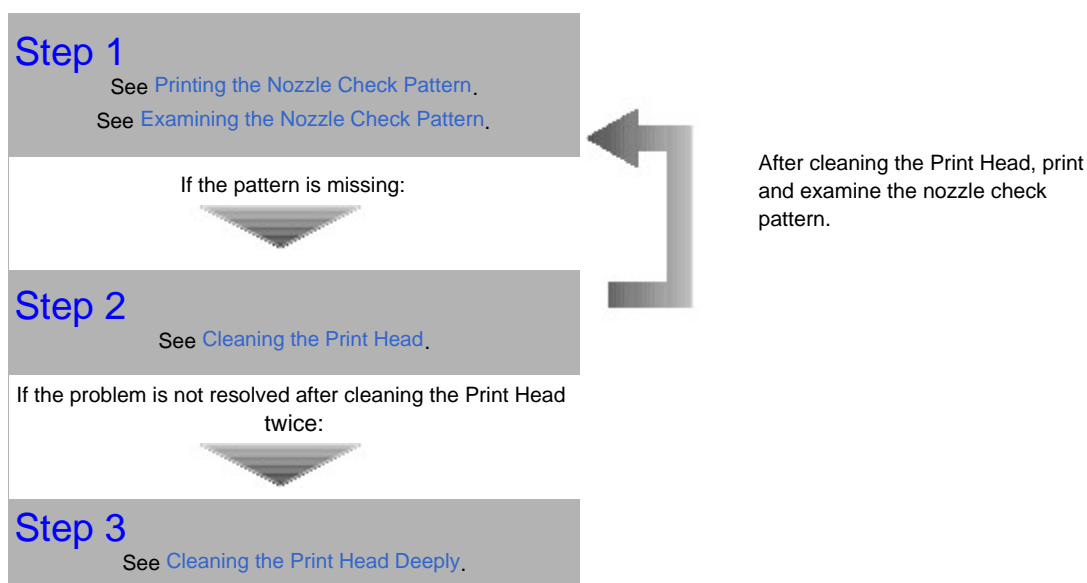 Step 1
See Printing the Nozzle Check Pattern.
See Examining the Nozzle Check Pattern.
If the pattern is missing:
After cleaning the Print Head, print
and examine the nozzle check
pattern.
Step 2
See Cleaning the Print Head.
If the problem is not resolved after cleaning the Print Head
twice:
Step 3
See Cleaning the Print Head Deeply.